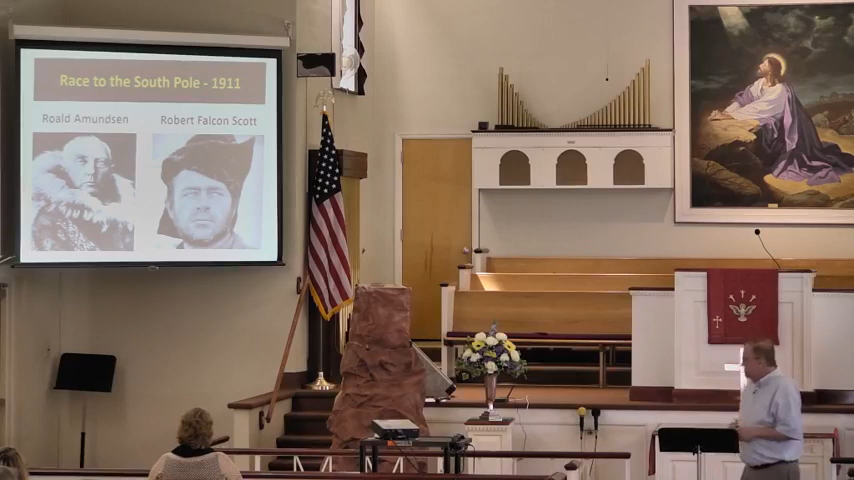 Race to the South Pole - 1911
Roald Amundsen
Robert Falcon Scott